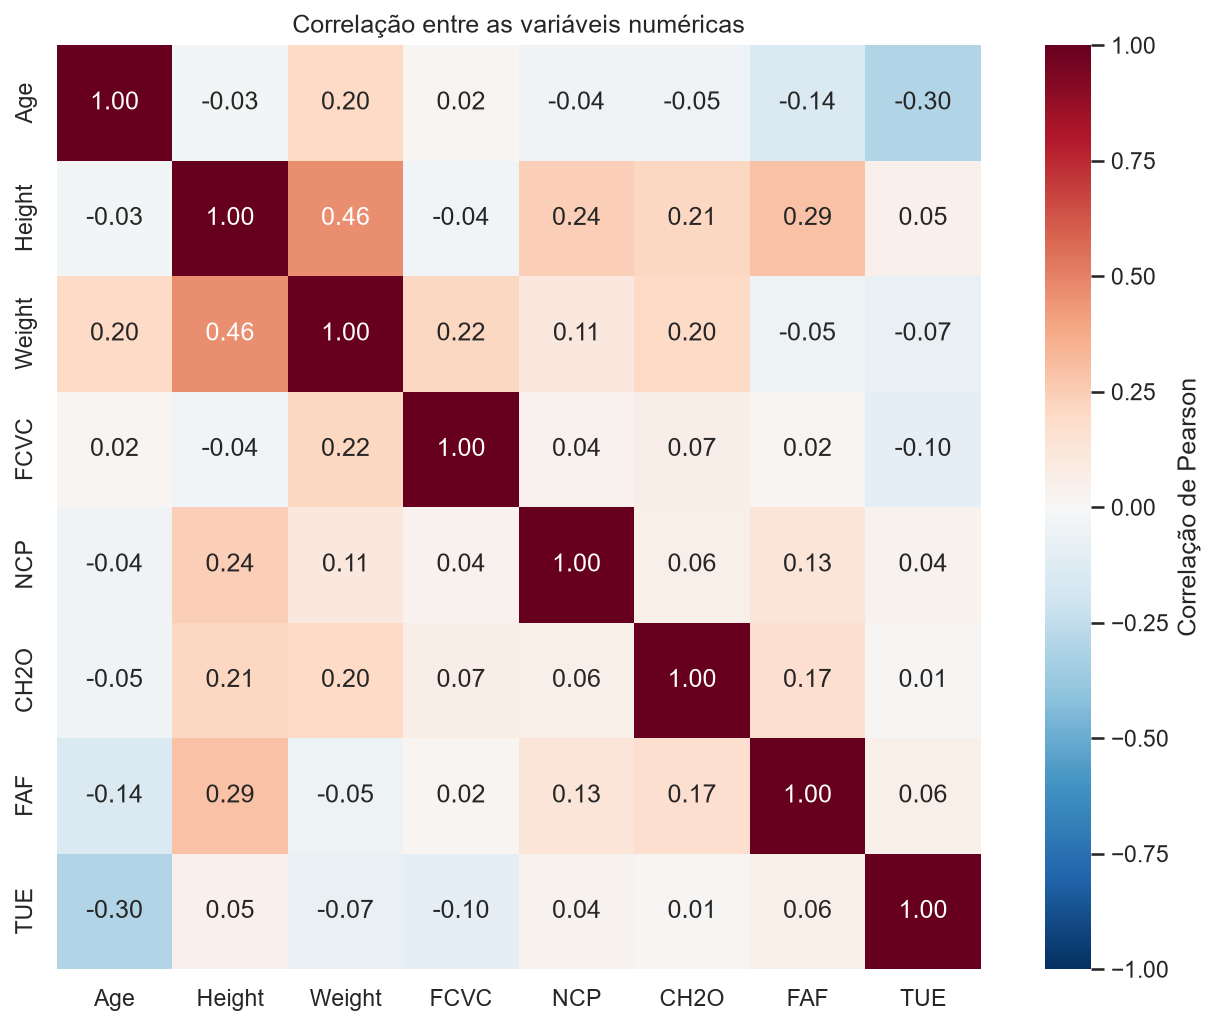 Correlação entre as variáveis numéricas
Age 1.00 -0.03 0.20 0.02 -0.04 -0.05 -0.14 -0.30
Height -0.03 1.00 0.46 -0.04 0.24 0.21 0.29 0.05
Weight 0.20 0.46 1.00 0.22 0.11 0.20 -0.05 -0.07
FCVC 0.02 -0.04 0.22 1.00 0.04 0.07 0.02 -0.10
NCP -0.04 0.24 0.11 0.04 1.00 0.06 0.13 0.04
CH2O -0.05 0.21 0.20 0.07 0.06 1.00 0.17 0.01
FAF -0.14 0.29 -0.05 0.02 0.13 0.17 1.00 0.06
TUE -0.30 0.05 -0.07 -0.10 0.04 0.01 0.06 1.00
Age Height Weight FCVC NCP CH2O FAF TUE
1.00
0.75
0.50
0.25
0.00
−0.25
−0.50
−0.75
−1.00
Correlação de Pearson